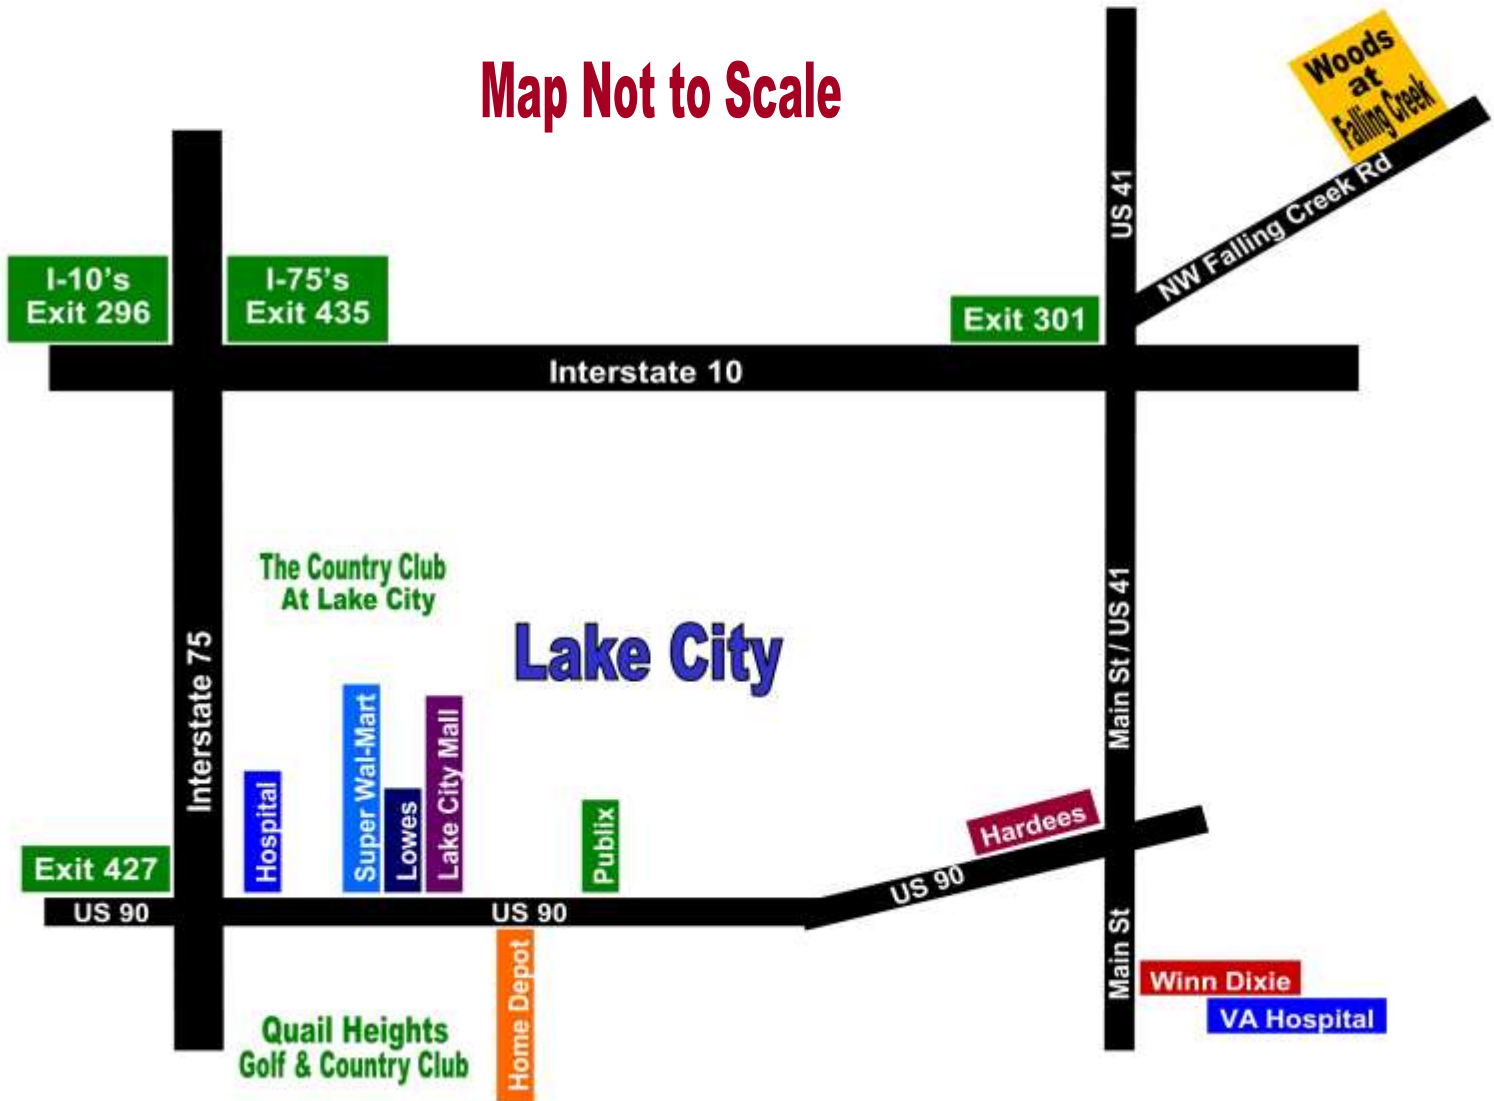 Map Not to Scale
Woods
at
Falling Creek
US 41
NW Falling Creek Rd
I-10's
Exit 296
I-75's
Exit 435
Exit 301
Interstate 10
The Country Club
At Lake City
Lake City
Interstate 75
Main St / US 41
Hospital
Super Wal-Mart
Lowes
Lake City Mall
Publix
Hardees
Exit 427
US 90
US 90
US 90
Main St
Home Depot
Winn Dixie
VA Hospital
Quail Heights
Golf & Country Club